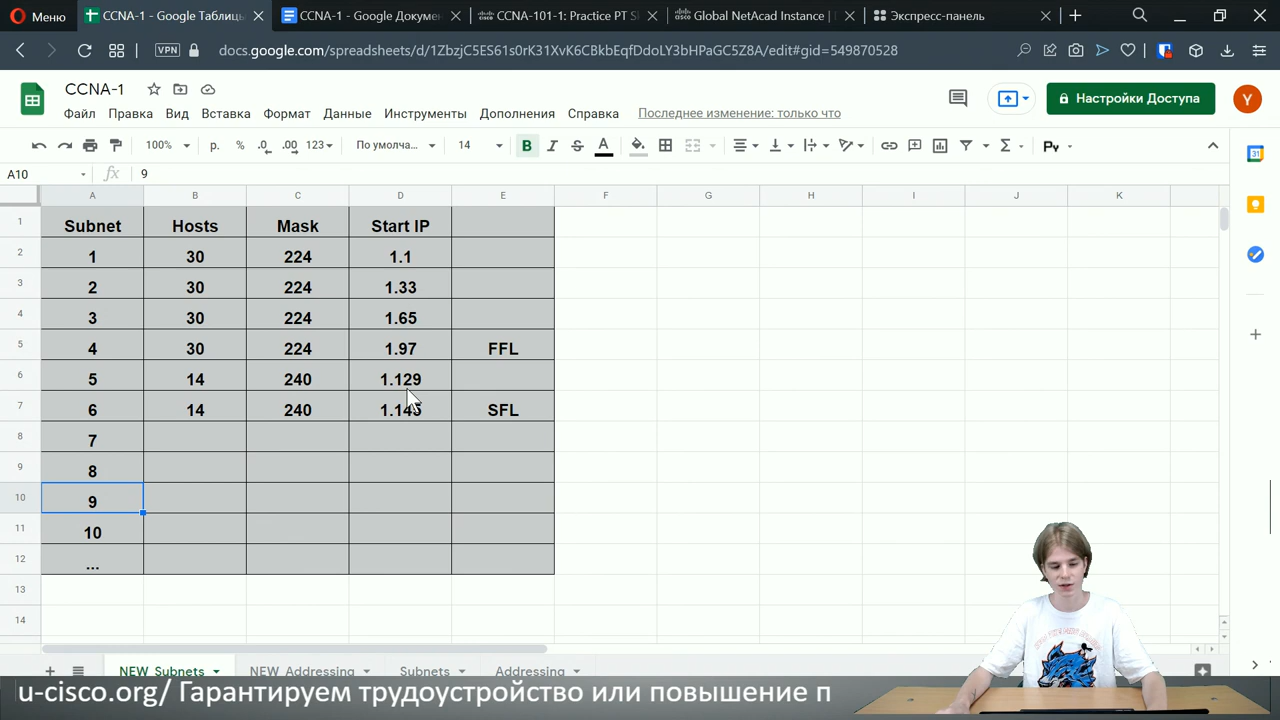 Меню
CCNA-1 - Google Таблиць
CCNA-1 - Google Докумен
CCNA-101-1: Practice PT S
Global NetAcad Instance |
Экспресс-панель
VPN
docs.google.com/spreadsheets/d/1ZbzjC5ES61s0rK31XvK6CBkbEqfDdoLY3bHPaGC5Z8A/edit#gid=549870528
CCNA-1
Файл Правка Вид Вставка Формат Данные Инструменты Дополнения Справка Последнее изменение: только что
Настройки Доступа
Y
100% р. % .0 .00 123 По умолча... 14 B I S A
A10 fx 9
A B C D E F G H J K
1 Subnet Hosts Mask Start IP
2 1 30 224 1.1
3 2 30 224 1.33
4 3 30 224 1.65
5 4 30 224 1.97 FFL
6 5 14 240 1.129
7 6 14 240 SFL
8 7
9 8
10 9
11 10
12 ...
13
14
NEW_Subnets NEW_Addressing Subnets Addressing
u-cisco.org/ Гарантируем трудоустройство или повышение п